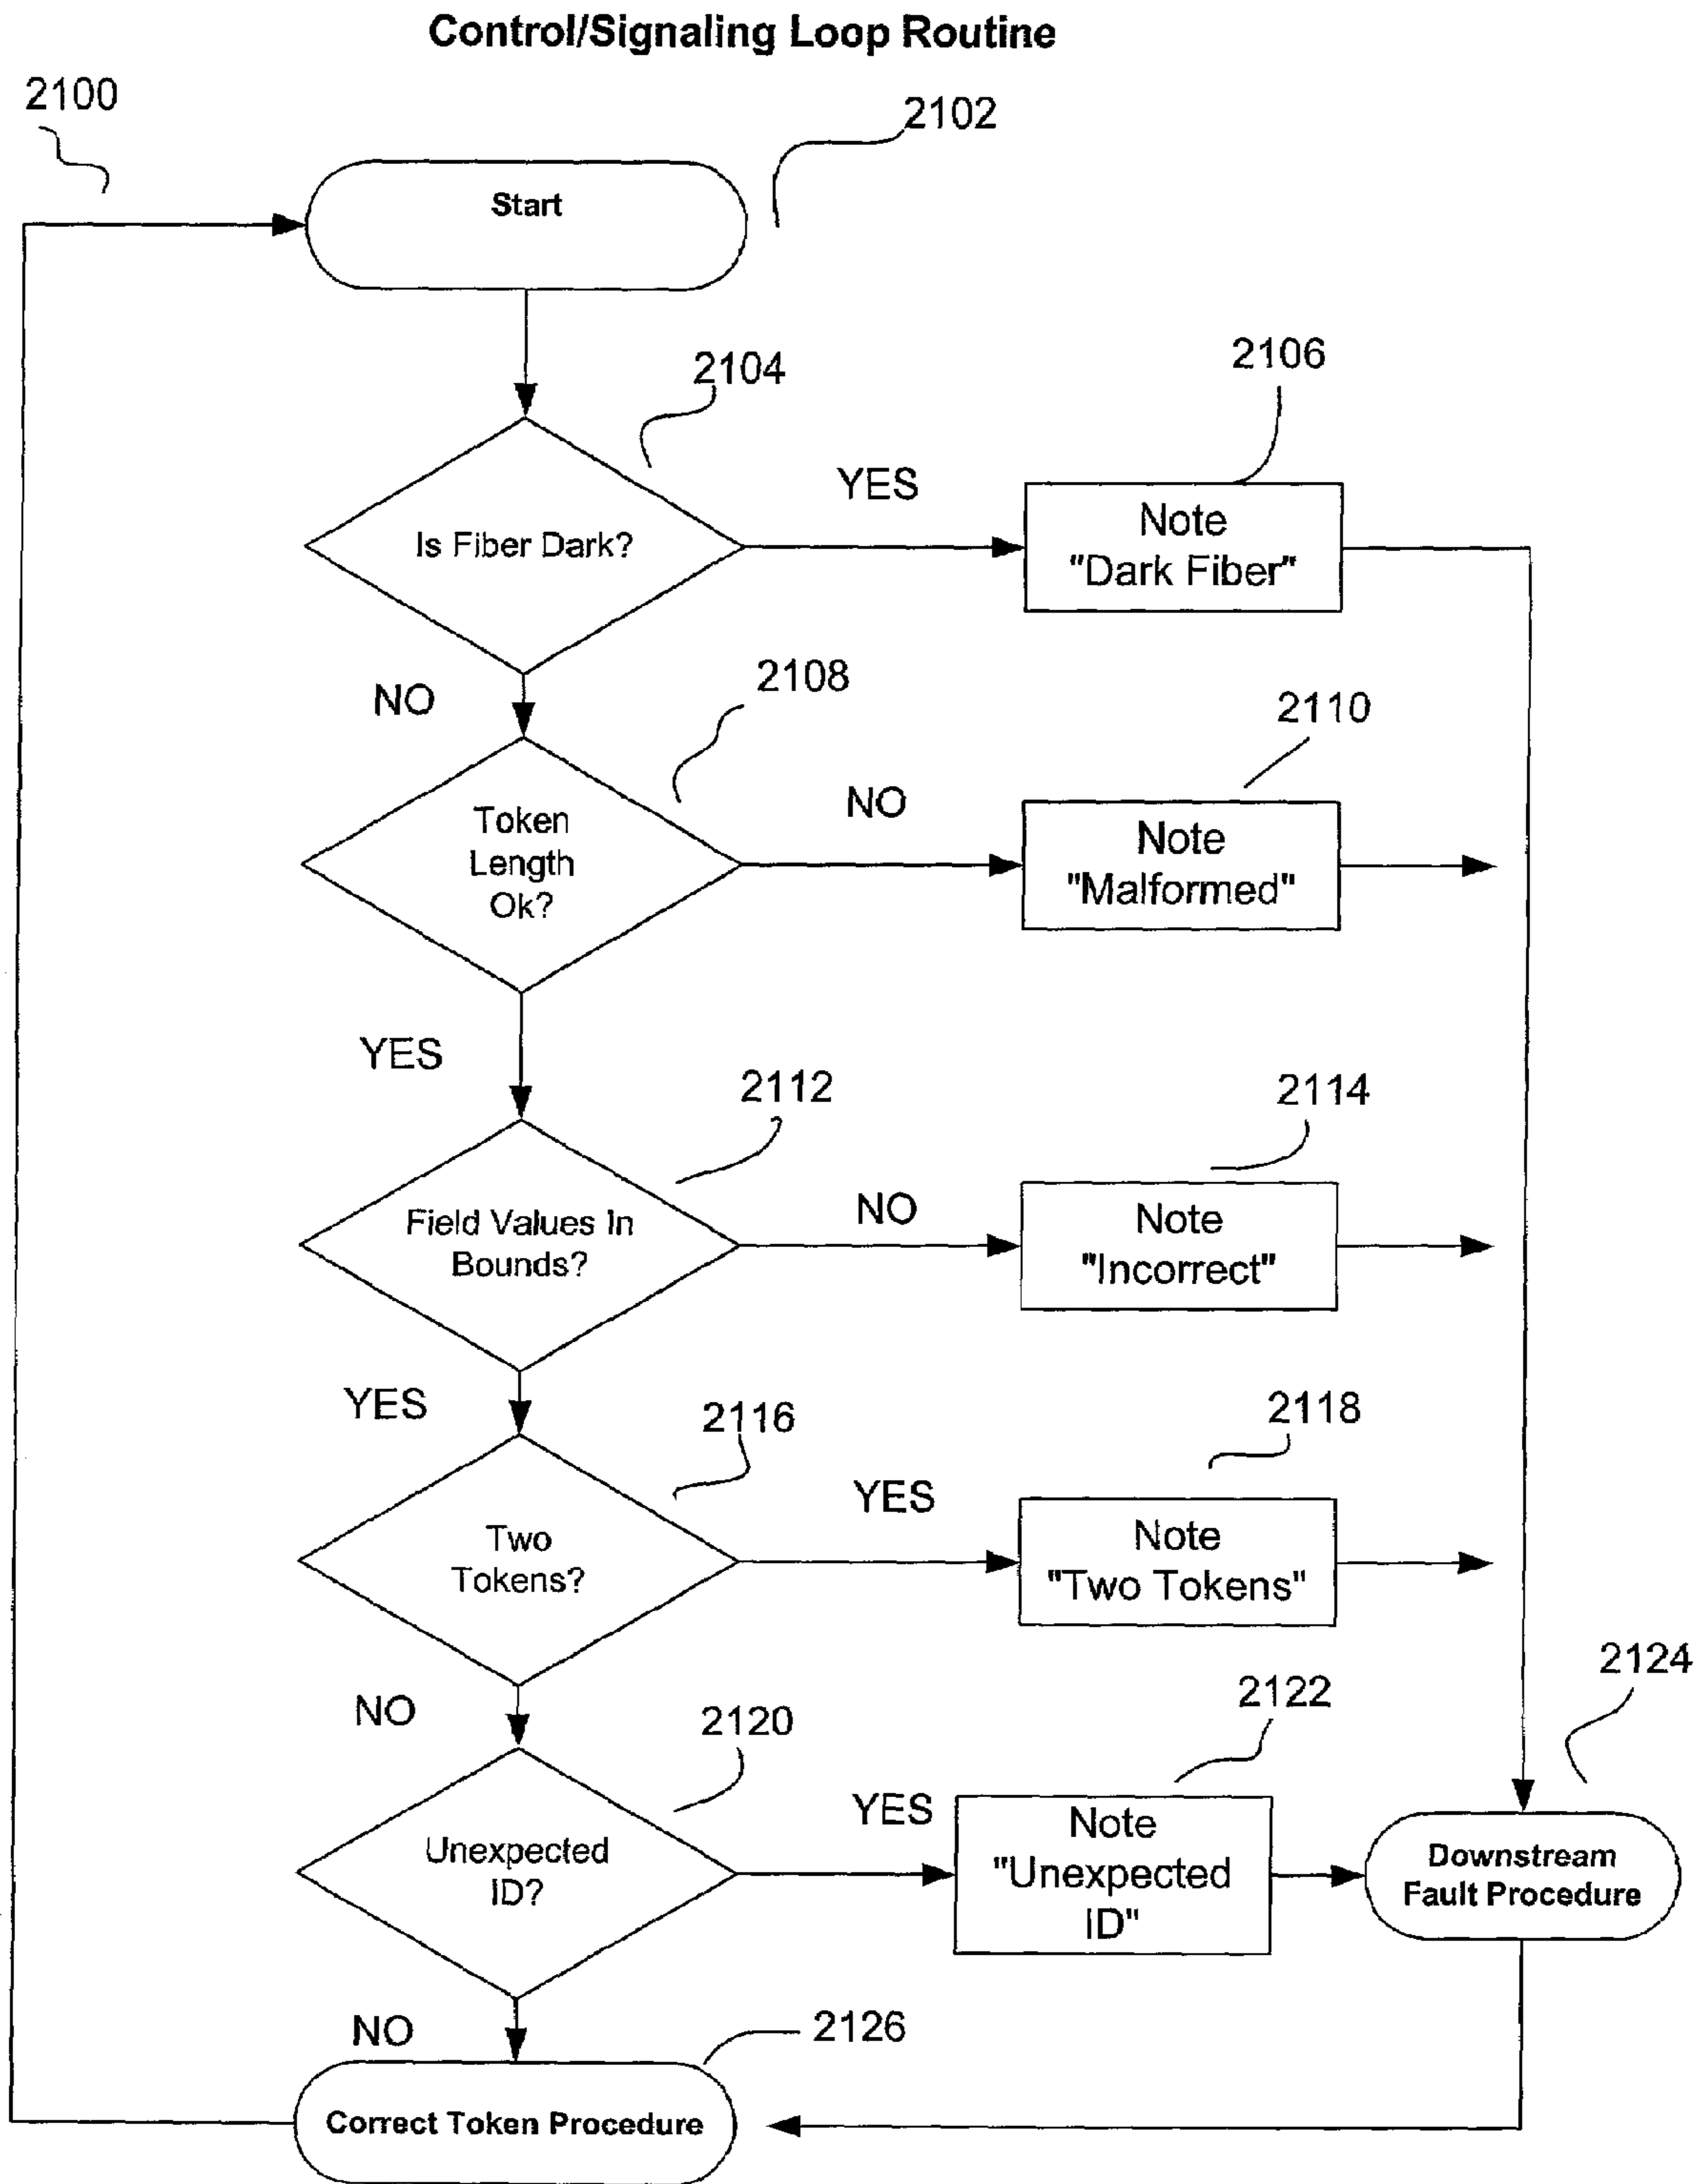 Control/Signaling Loop Routine
2100
2102
Start
2104
2106
Is Fiber Dark?
YES
Note
"Dark Fiber"
NO
2108
2110
Token
Length
Ok?
NO
Note
"Malformed"
YES
2112
2114
Field Values In
Bounds?
NO
Note
"Incorrect"
YES
2116
2118
Two
Tokens?
YES
Note
"Two Tokens"
2124
NO
2120
2122
Unexpected
ID?
YES
Note
"Unexpected
ID"
Downstream
Fault Procedure
NO
2126
Correct Token Procedure